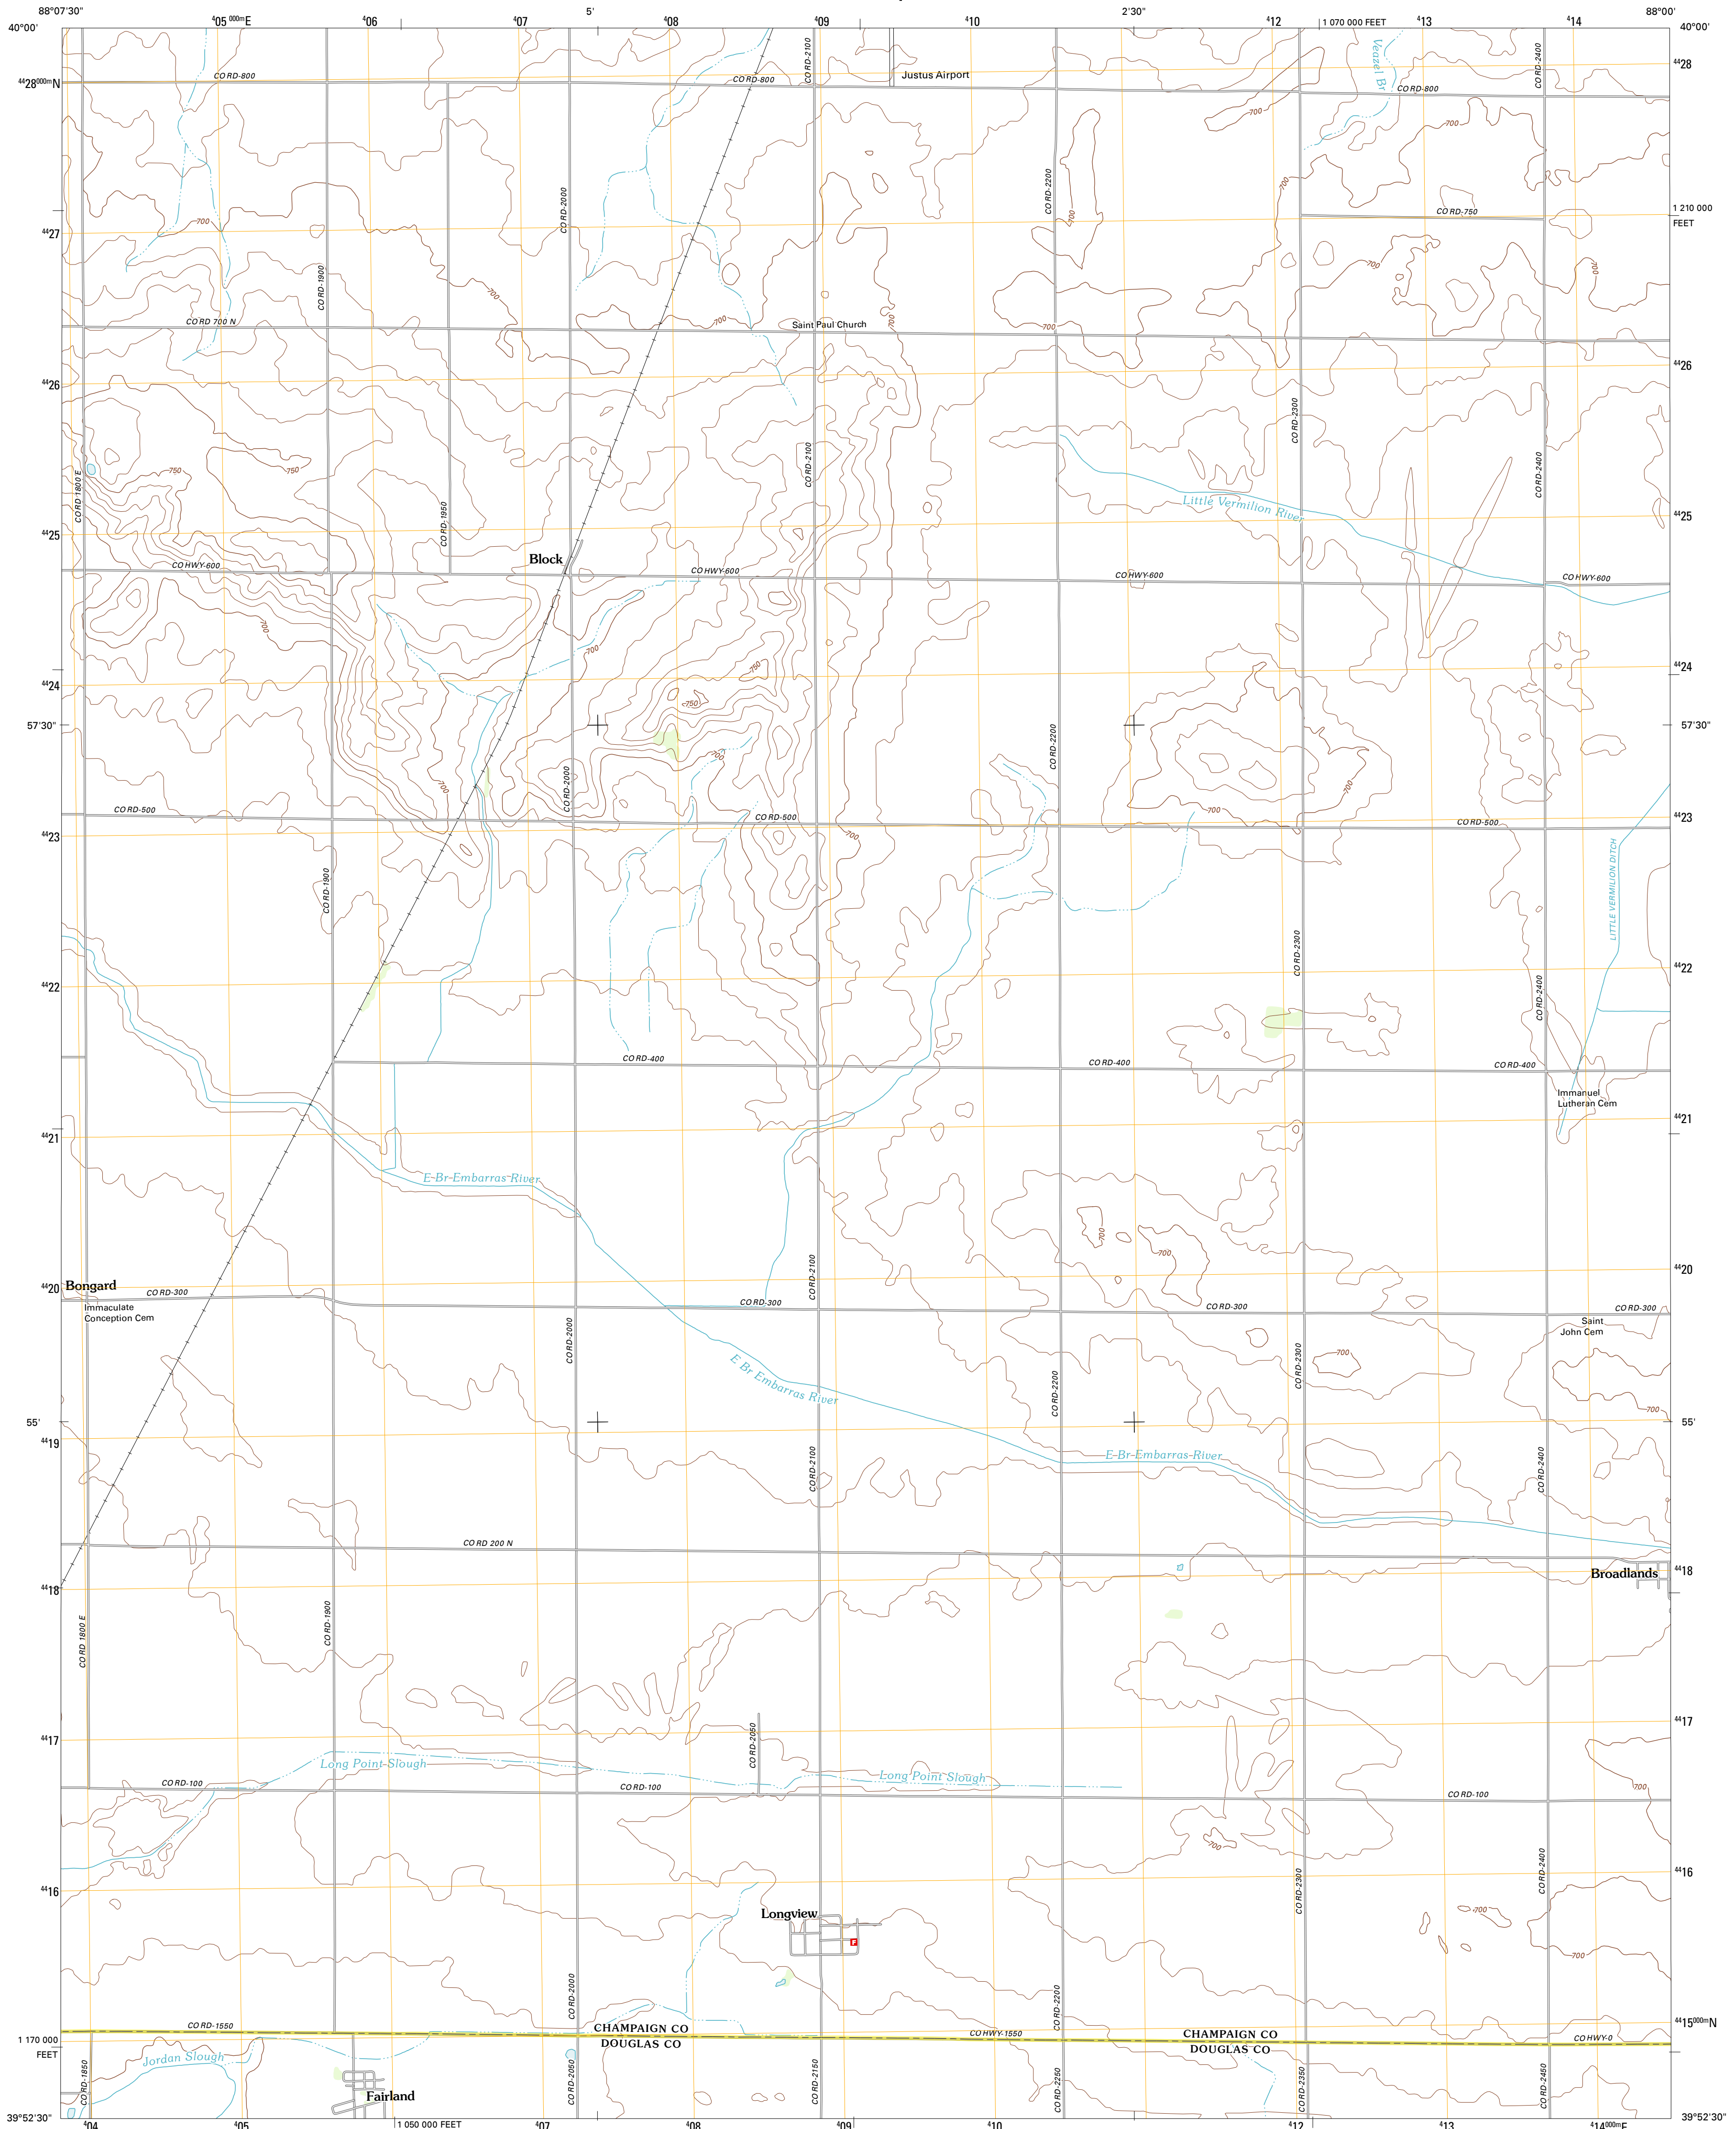 88°07'30"
⁴05 ⁰⁰⁰ᵐE
⁴06
⁴07
5'
⁴08
⁴09
⁴10
2'30"
⁴12
1 070 000 FEET
⁴13
⁴14
88°00'
40°00'
40°00'
CO RD-2100
CO RD-2400
Veazel Br
⁴⁴28⁰⁰⁰ᵐN
CO RD-800
CO RD-800
Justus Airport
CO RD-800
⁴⁴28
700
700
CO RD-2000
CO RD-2200
700
700
700
CO RD-750
1 210 000
FEET
⁴⁴27
CO RD-1900
700
700
700
700
CO RD 700 N
700
Saint Paul Church
700
⁴⁴26
⁴⁴26
CO RD-2300
750
750
CO RD-1800 E
CO RD-2100
CO RD-2400
CO RD-1950
Little Vermilion River
⁴⁴25
⁴⁴25
Block
CO HWY-600
CO HWY-600
CO HWY-600
CO HWY-600
700
700
750
750
⁴⁴24
⁴⁴24
57'30"
57'30"
CO RD-2200
700
700
700
CO RD-2000
700
CO RD-500
CO RD-500
CO RD-500
700
⁴⁴23
⁴⁴23
CO RD-1900
LITTLE VERMILION DITCH
CO RD-2300
⁴⁴22
⁴⁴22
CO RD-2400
CO RD-400
CO RD-400
CO RD-400
Immanuel
Lutheran Cem
⁴⁴21
⁴⁴21
E Br Embarras River
700
700
CO RD-2100
⁴⁴20
⁴⁴20
Bongard
CO RD-300
CO RD-300
CO RD-300
CO RD-300
Immaculate
Conception Cem
Saint
John Cem
CO RD-2000
E Br Embarras River
CO RD-2200
CO RD-2300
700
700
55'
55'
⁴⁴19
CO RD-2100
E Br Embarras River
CO RD-2400
CO RD 200 N
Broadlands
⁴⁴18
⁴⁴18
CO RD 1800 E
CO RD-1900
⁴⁴17
⁴⁴17
CO RD-2050
Long Point Slough
Long Point Slough
CO RD-100
CO RD-100
CO RD-100
700
700
⁴⁴16
⁴⁴16
CO RD-2300
CO RD-2400
Longview
F
700
700
CO RD-2000
CO RD-2200
1 170 000
FEET
CO RD-1550
CHAMPAIGN CO
DOUGLAS CO
CO HWY-1550
CHAMPAIGN CO
DOUGLAS CO
CO HWY-0
⁴⁴15⁰⁰⁰ᵐN
Jordan Slough
CO RD-1850
Fairland
CO RD-2050
CO RD-2150
CO RD-2250
CO RD-2350
CO RD-2450
39°52'30"
39°52'30"
⁴04
⁴05
1 050 000 FEET
⁴07
⁴08
⁴09
⁴10
⁴12
⁴13
⁴14⁰⁰⁰ᵐE